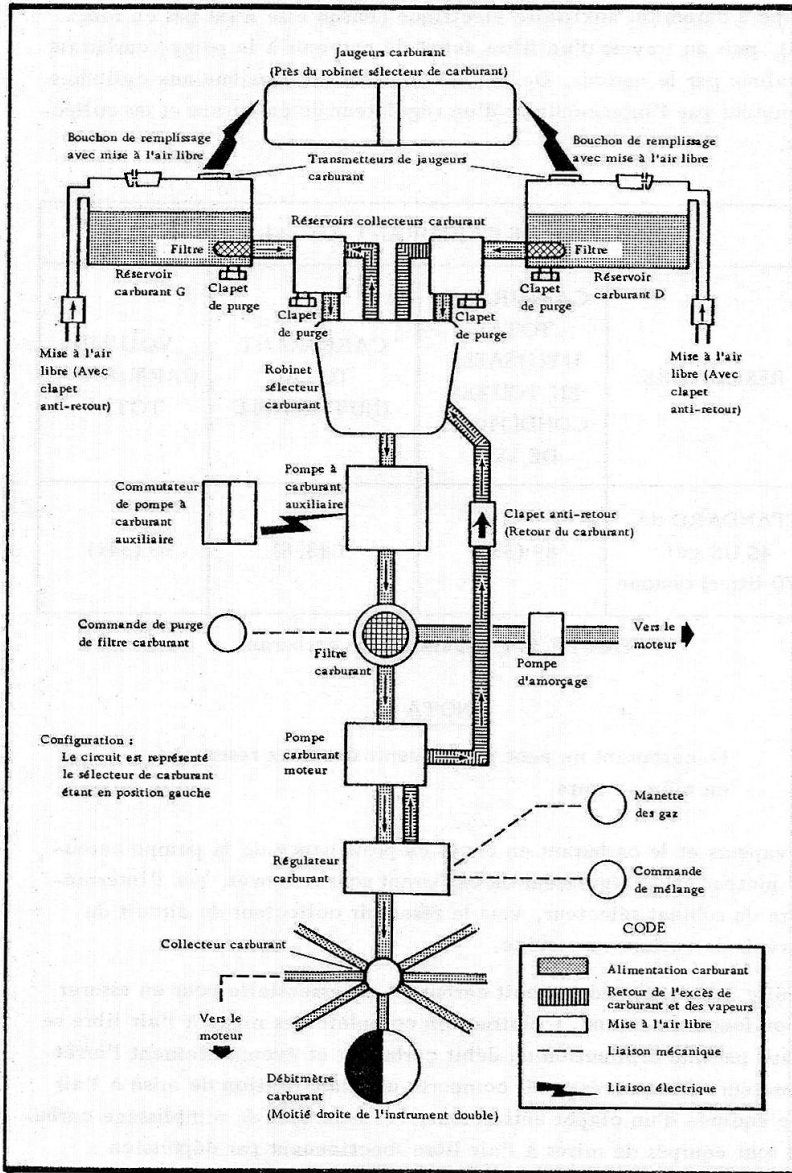 Jaugeurs carburant
(Près du robinet sélecteur de carburant)
Bouchon de remplissage
avec mise à l'air libre
Transmetteurs de jaugeurs
carburant
Bouchon de remplissage
avec mise à l'air libre
Réservoirs collecteurs carburant
Filtre
Filtre
Réservoir
carburant G
Clapet
de purge
Clapet
de purge
Clapet
de purge
Clapet
de purge
Réservoir
carburant D
Mise à l'air
libre (Avec
clapet
anti-retour)
Robinet
sélecteur
carburant
Mise à l'air
libre (Avec
clapet
anti-retour)
Commutateur
de pompe à
carburant
auxiliaire
Pompe à
carburant
auxiliaire
Clapet anti-retour
(Retour du carburant)
Commande de purge
de filtre carburant
Filtre
carburant
Pompe
d'amorçage
Vers le
moteur
Configuration :
Le circuit est représenté
le sélecteur de carburant
étant en position gauche
Pompe
carburant
moteur
Manette
des gaz
Régulateur
carburant
Commande
de mélange
Collecteur carburant
Vers le
moteur
Débitmètre
carburant
(Moitié droite de l'instrument double)
CODE
Alimentation carburant
Retour de l'excès de
carburant et des vapeurs
Mise à l'air libre
Liaison mécanique
Liaison électrique